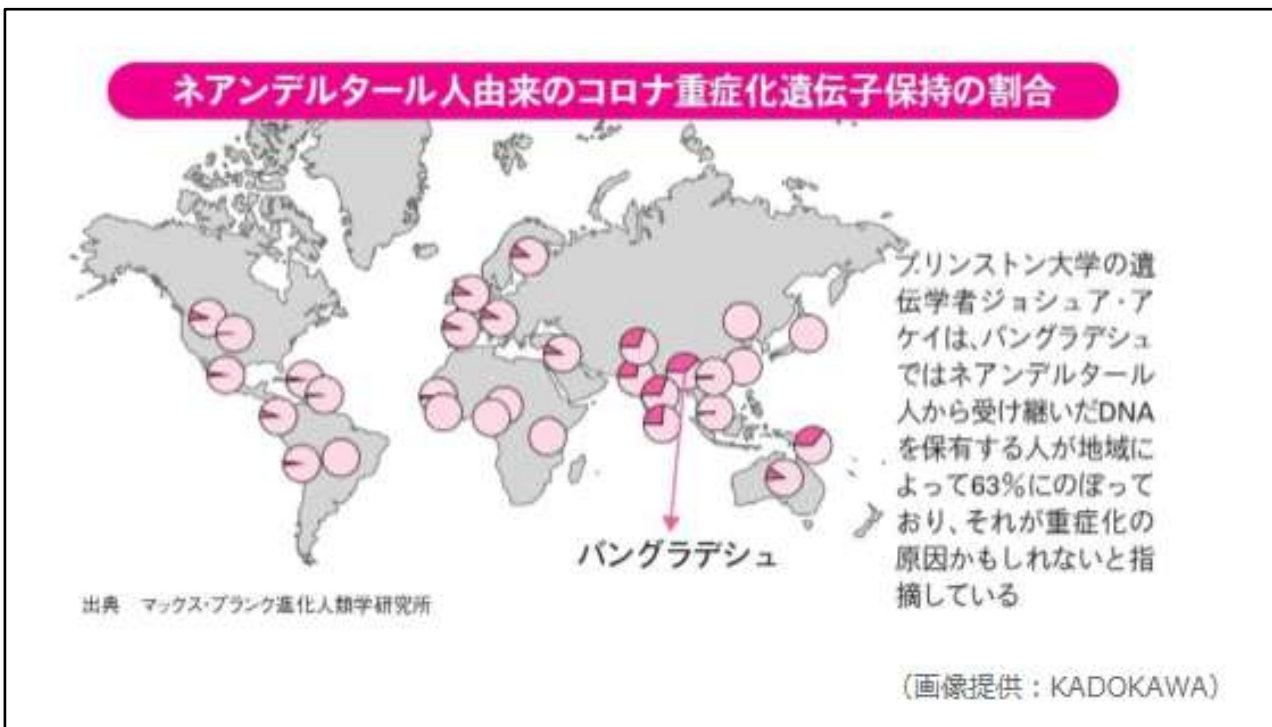 ネアンデルタール人由来のコロナ重症化遺伝子保持の割合
プリンストン大学の遺
伝学者ジョシュア・ア
ケイは、バングラデシュ
ではネアンデルタール
人から受け継いだDNA
を保有する人が地域に
よって63%にのぼって
おり、それが重症化の
原因かもしれないと指
摘している
バングラデシュ
出典　マックス・プランク進化人類学研究所
（画像提供：KADOKAWA）